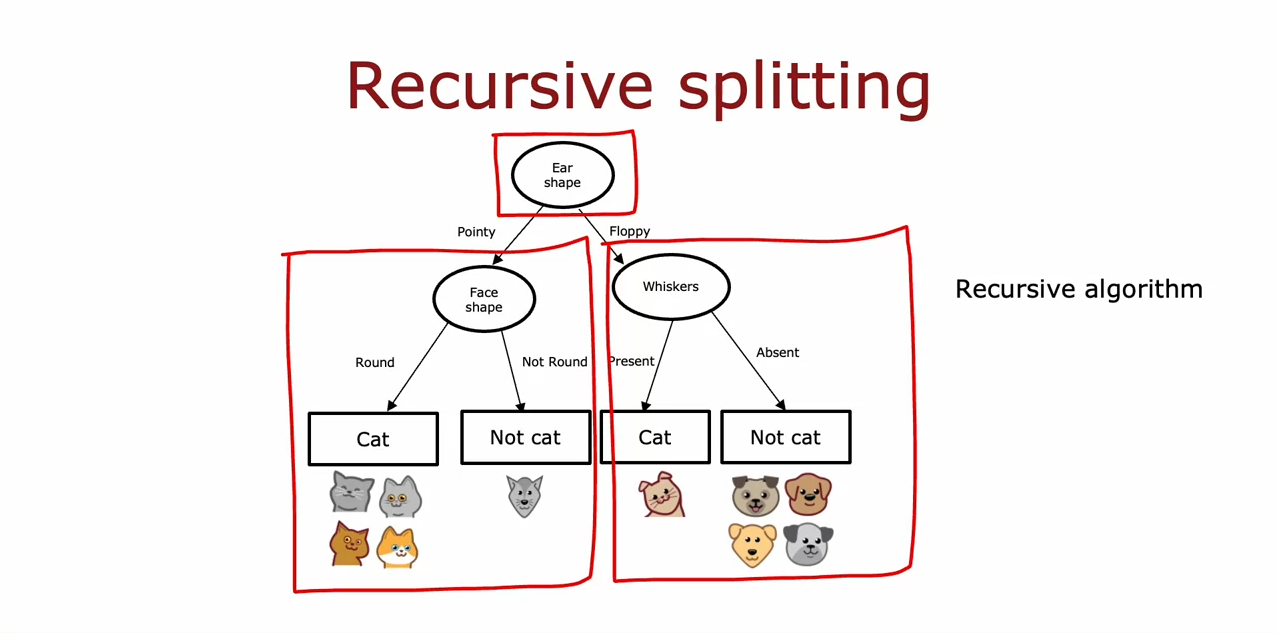 Recursive splitting
Ear
shape
Pointy
Floppy
Face
shape
Whiskers
Recursive algorithm
Round
Not Round
Present
Absent
Cat
Not cat
Cat
Not cat